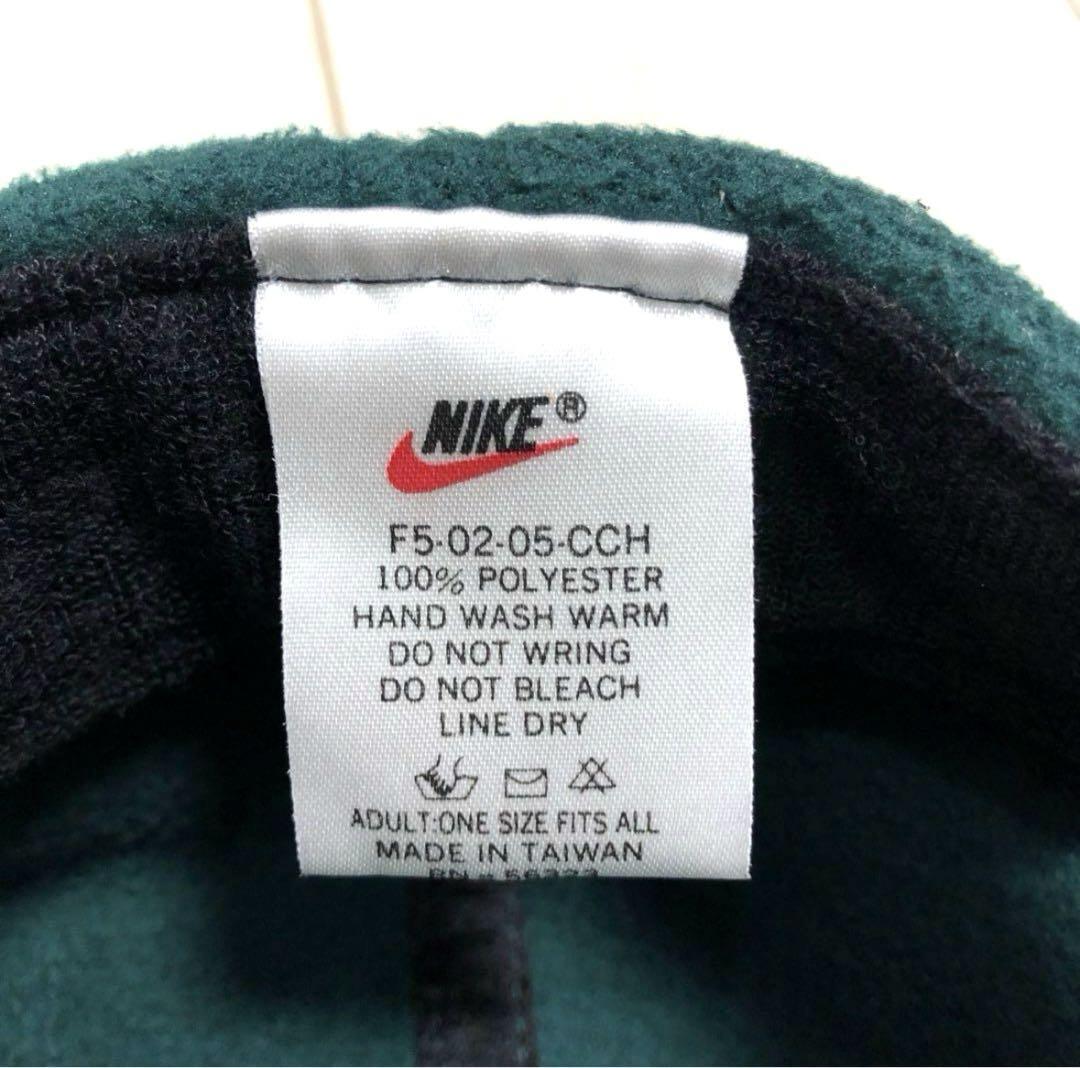 NIKE®
F5-02-05-CCH
100% POLYESTER
HAND WASH WARM
DO NOT WRING
DO NOT BLEACH
LINE DRY
ADULT:ONE SIZE FITS ALL
MADE IN TAIWAN